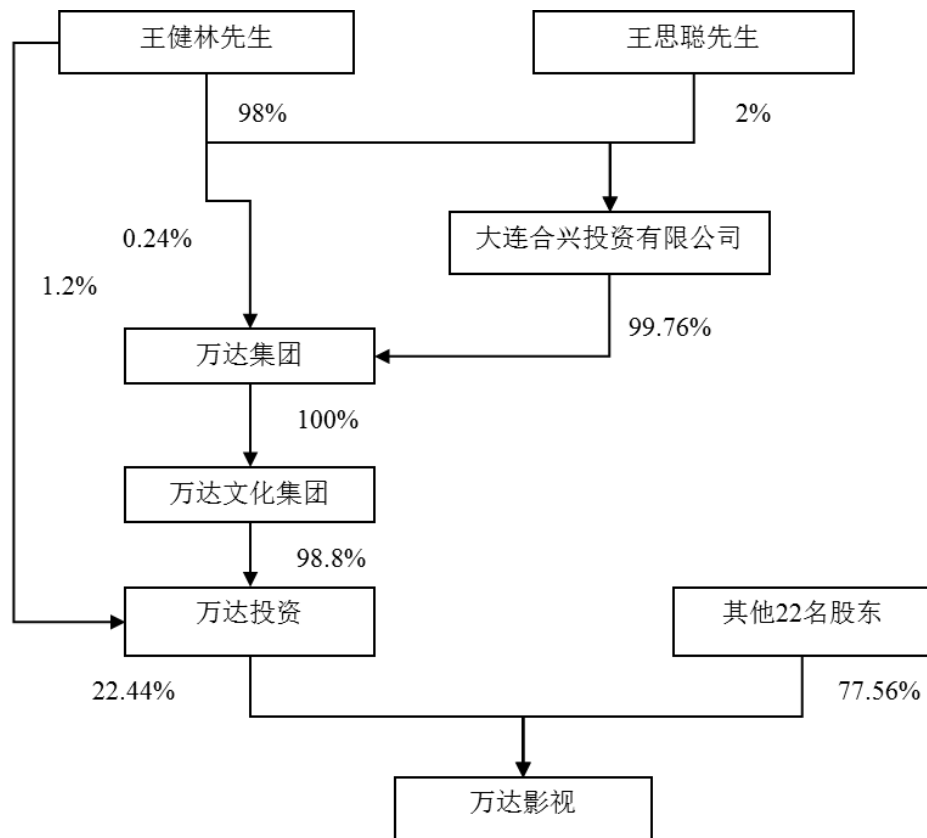 王健林先生
王思聪先生
98%
2%
大连合兴投资有限公司
0.24%
1.2%
99.76%
万达集团
100%
万达文化集团
98.8%
万达投资
其他22名股东
22.44%
77.56%
万达影视